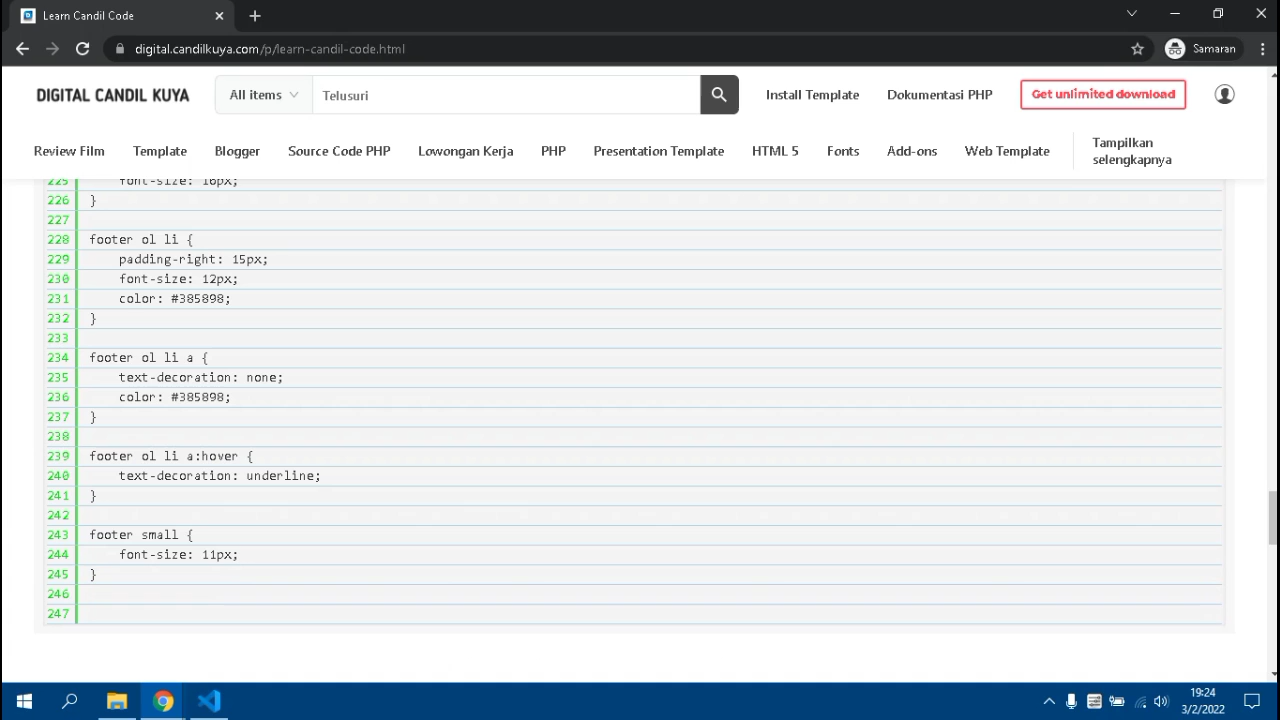 Learn Candil Code
digital.candilkuya.com/p/learn-candil-code.html
Samaran
DIGITAL CANDIL KUYA
All items
Telusuri
Install Template
Dokumentasi PHP
Get unlimited download
Review Film
Template
Blogger
Source Code PHP
Lowongan Kerja
PHP
Presentation Template
HTML 5
Fonts
Add-ons
Web Template
Tampilkan
selengkapnya
225 font-size: 16px;
226 }
227
228 footer ol li {
229 padding-right: 15px;
230 font-size: 12px;
231 color: #385898;
232 }
233
234 footer ol li a {
235 text-decoration: none;
236 color: #385898;
237 }
238
239 footer ol li a:hover {
240 text-decoration: underline;
241 }
242
243 footer small {
244 font-size: 11px;
245 }
246
247
19:24
3/2/2022